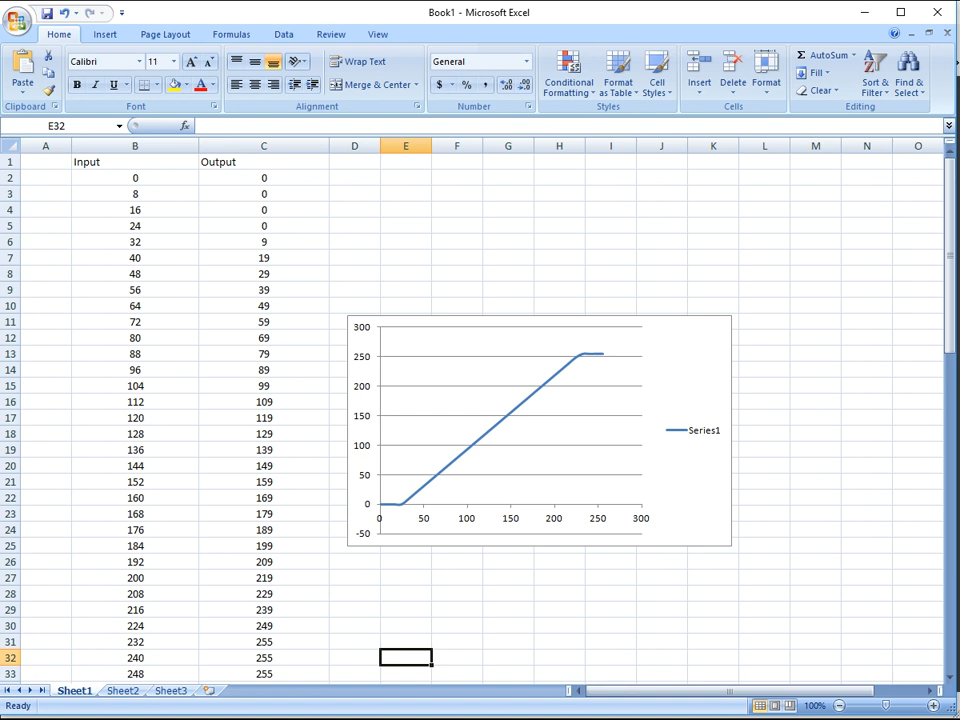 Book1 - Microsoft Excel
Home Insert Page Layout Formulas Data Review View
Paste Calibri 11 A A Wrap Text General Conditional Formatting Format as Table Cell Styles Insert Delete Format Σ AutoSum Fill Clear Sort & Filter Find & Select
B I U A Merge & Center $ % , .0 .00 .00 .0
Clipboard Font Alignment Number Styles Cells Editing
E32 fx
A B C D E F G H I J K L M N O
1 Input Output
2 0 0
3 8 0
4 16 0
5 24 0
6 32 9
7 40 19
8 48 29
9 56 39
10 64 49
11 72 59
12 80 69
13 88 79
14 96 89
15 104 99
16 112 109
17 120 119
18 128 129
19 136 139
20 144 149
21 152 159
22 160 169
23 168 179
24 176 189
25 184 199
26 192 209
27 200 219
28 208 229
29 216 239
30 224 249
31 232 255
32 240 255
33 248 255
300
250
200
150
100
50
0
-50
0 50 100 150 200 250 300
Series1
Sheet1 Sheet2 Sheet3
Ready 100%